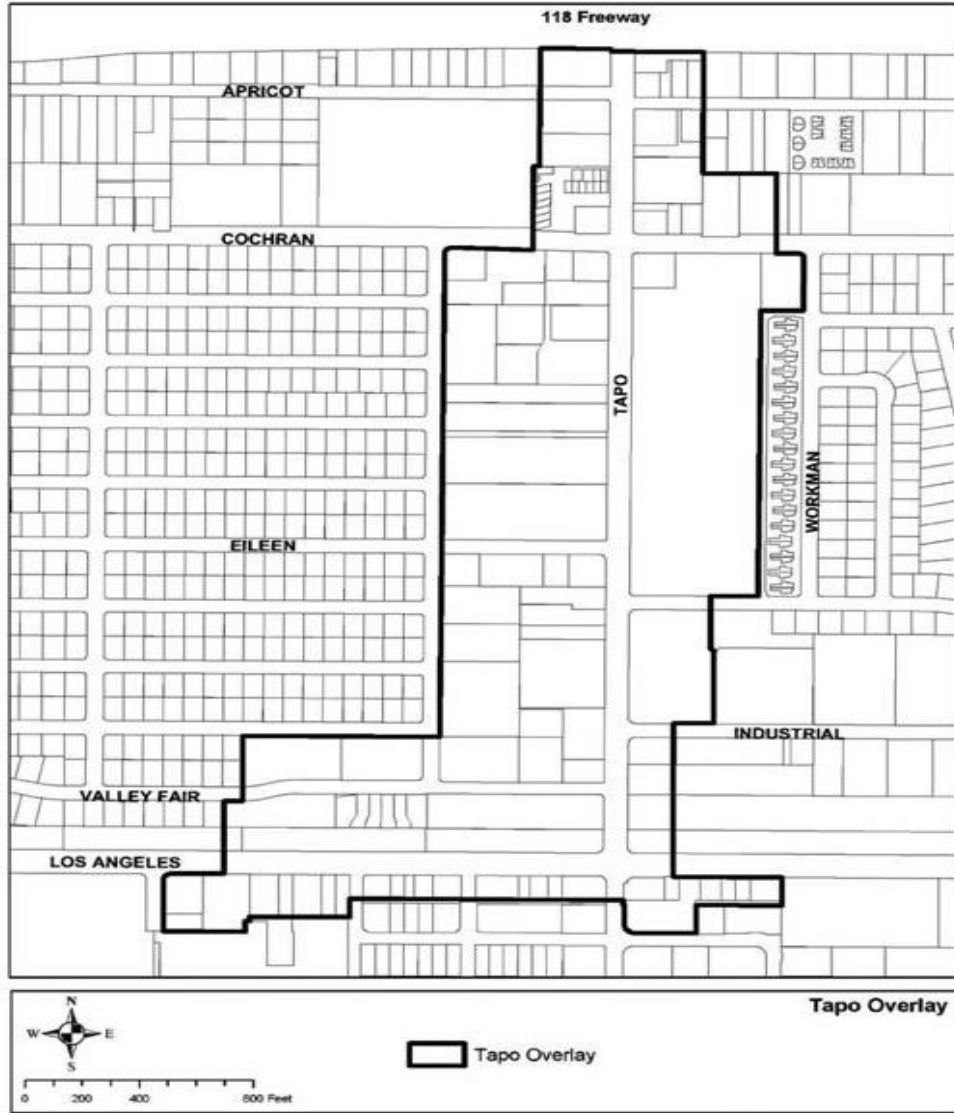 118 Freeway
APRICOT
COCHRAN
TAPO
WORKMAN
EILEEN
INDUSTRIAL
VALLEY FAIR
LOS ANGELES
Tapo Overlay
N
W E
S
Tapo Overlay
0 200 400 800 Feet